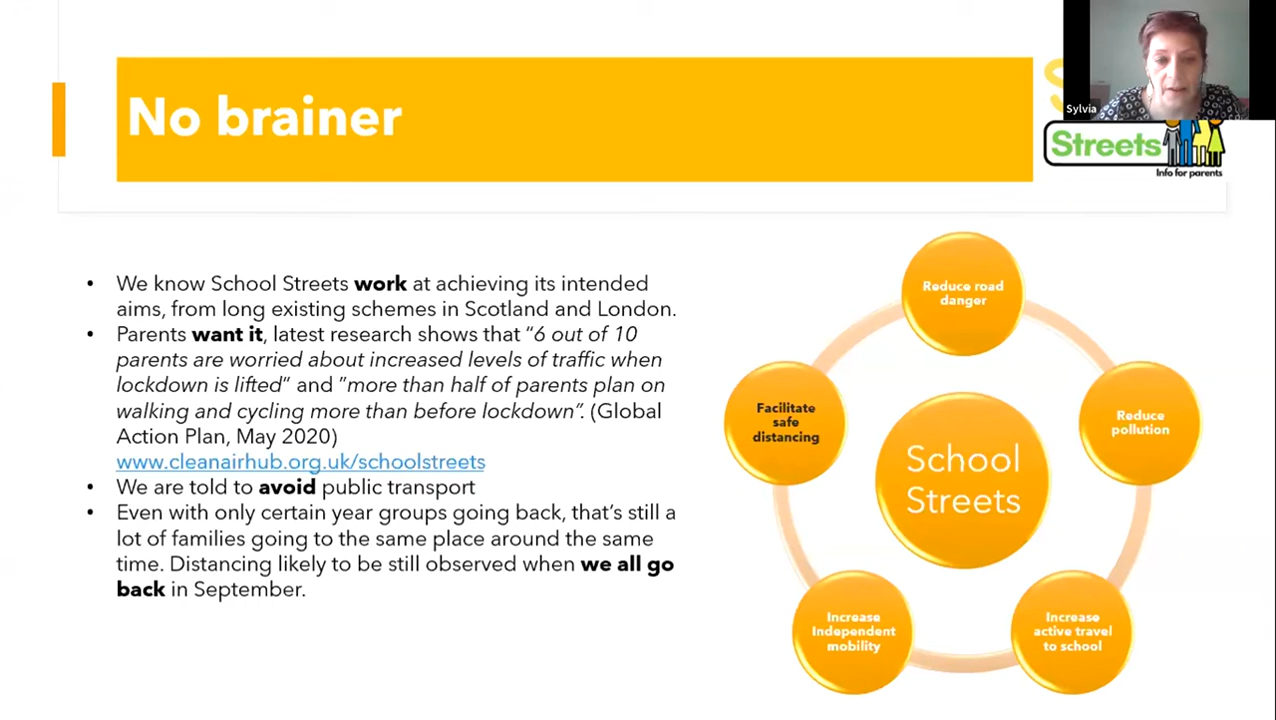 No brainer
Sylvia
Streets
Info for parents
• We know School Streets work at achieving its intended
aims, from long existing schemes in Scotland and London.
• Parents want it, latest research shows that “6 out of 10
parents are worried about increased levels of traffic when
lockdown is lifted” and ”more than half of parents plan on
walking and cycling more than before lockdown”. (Global
Action Plan, May 2020)
www.cleanairhub.org.uk/schoolstreets
• We are told to avoid public transport
• Even with only certain year groups going back, that’s still a
lot of families going to the same place around the same
time. Distancing likely to be still observed when we all go
back in September.
Reduce road
danger
Reduce
pollution
Increase
active travel
to school
Increase
Independent
mobility
Facilitate
safe
distancing
School
Streets